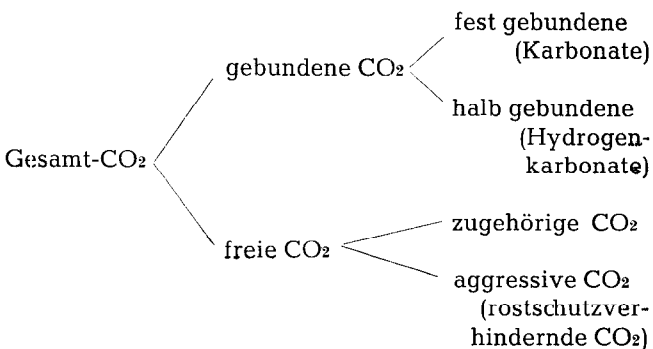 fest gebundene
(Karbonate)
gebundene CO₂
halb gebundene
(Hydrogen-
karbonate)
Gesamt-CO₂
zugehörige CO₂
freie CO₂
aggressive CO₂
(rostschutzver-
hindernde CO₂)